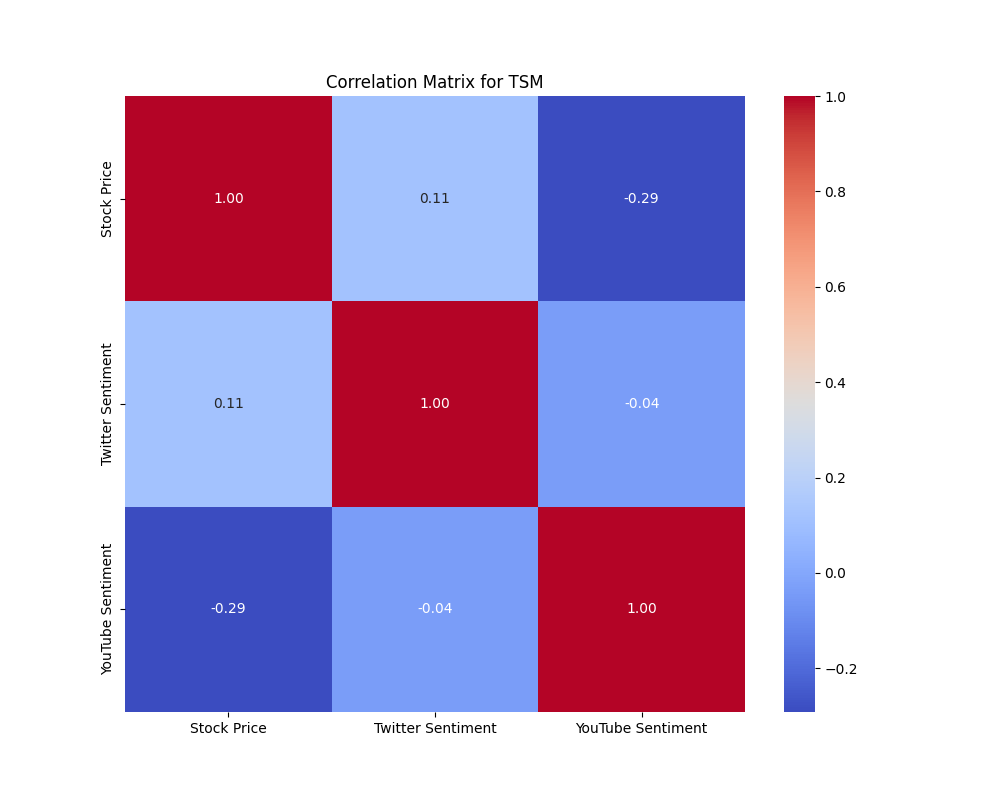 Correlation Matrix for TSM
Stock Price
1.00
0.11
-0.29
Twitter Sentiment
0.11
1.00
-0.04
YouTube Sentiment
-0.29
-0.04
1.00
Stock Price
Twitter Sentiment
YouTube Sentiment
1.0
0.8
0.6
0.4
0.2
0.0
−0.2